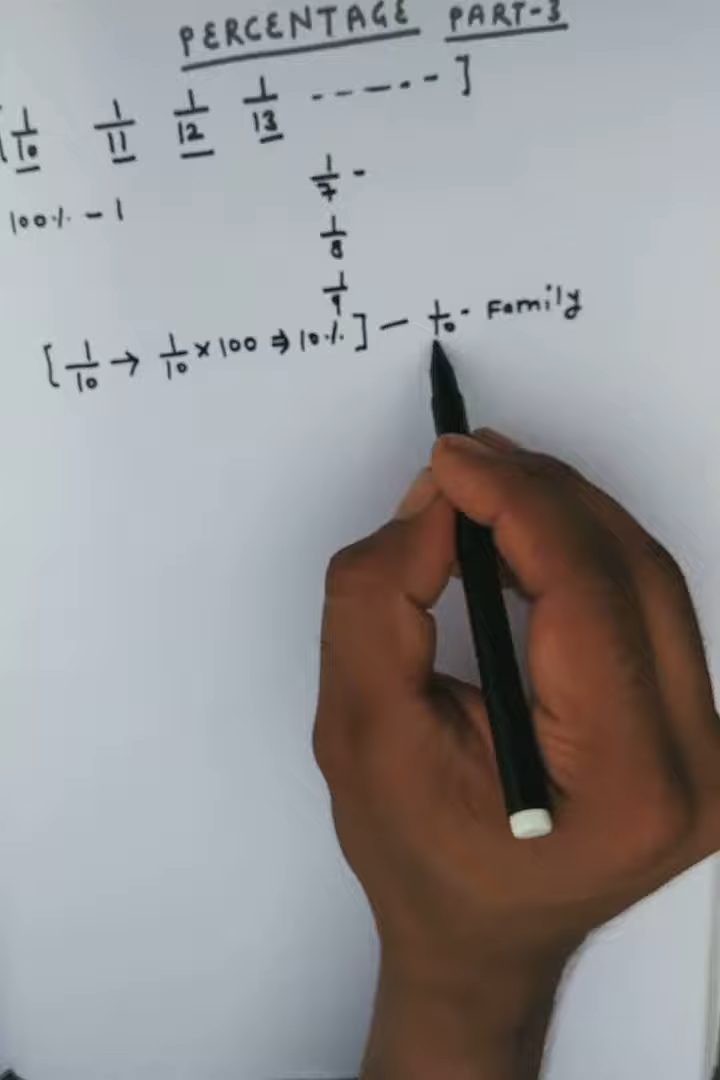 PERCENTAGE PART-3
[1/10 1/11 1/12 1/13 ------]
1/7 -
100% - 1
1/8
1/9
[1/10 → 1/10 × 100 ⇒ 10%] - 1/10 - Family